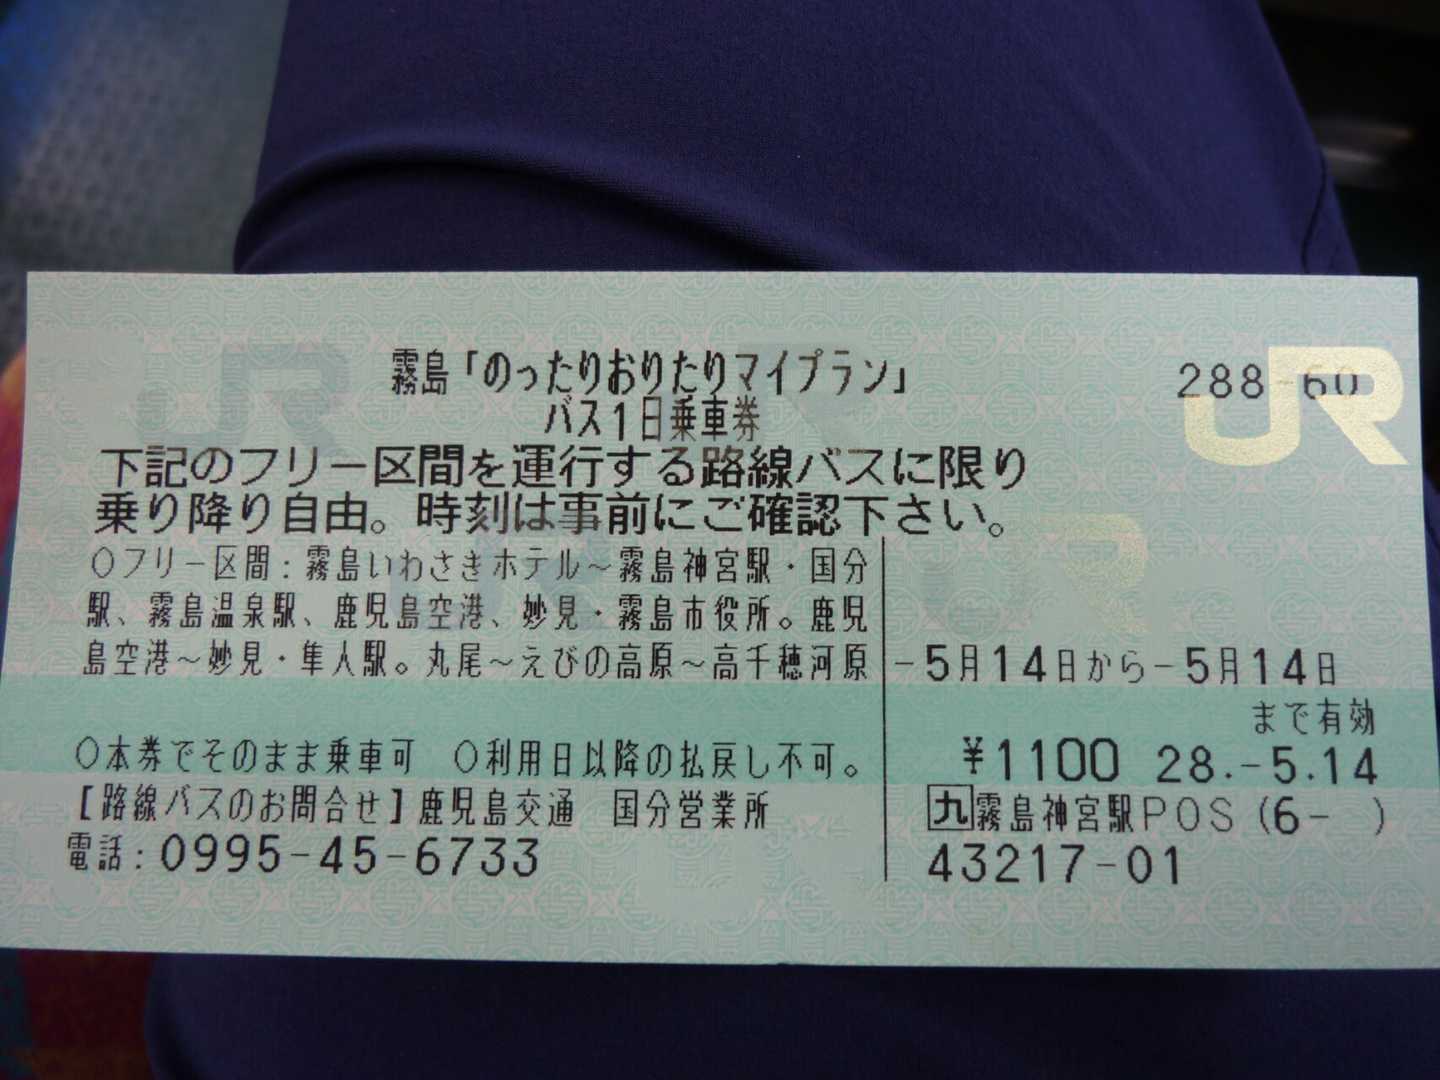 霧島「のったりおりたりマイプラン」
288-60
JR
バス1日乗車券
下記のフリー区間を運行する路線バスに限り
乗り降り自由。時刻は事前にご確認下さい。
○フリー区間:霧島いわさきホテル～霧島神宮駅・国分
駅、霧島温泉駅、鹿児島空港、妙見・霧島市役所。鹿児
島空港～妙見・隼人駅。丸尾～えびの高原～高千穂河原
-5月14日から-5月14日
まで有効
○本券でそのまま乗車可 ○利用日以降の払戻し不可。
¥1100 28.-5.14
【路線バスのお問合せ】鹿児島交通 国分営業所
九霧島神宮駅POS(6- )
電話:0995-45-6733
43217-01